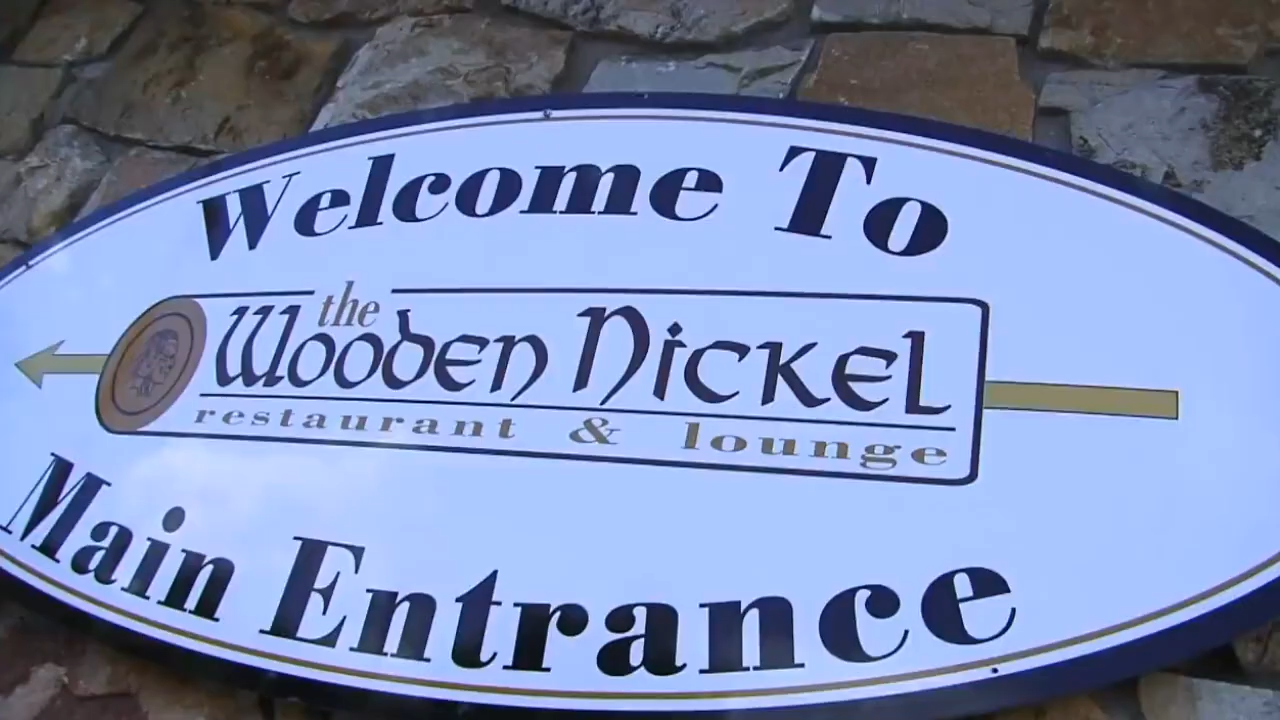 Welcome To
the
Wooden Nickel
restaurant & lounge
Main Entrance